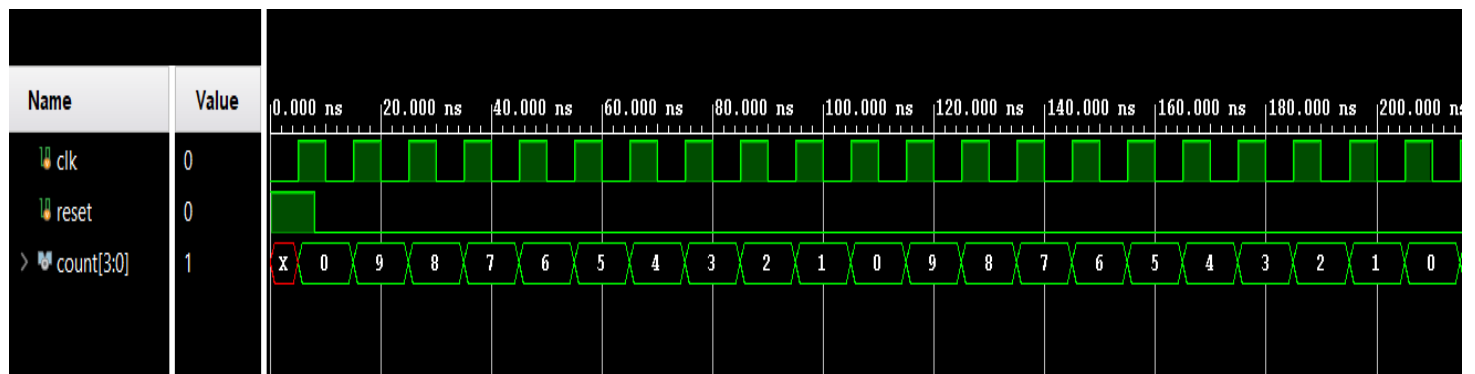 Name Value 0.000 ns 20.000 ns 40.000 ns 60.000 ns 80.000 ns 100.000 ns 120.000 ns 140.000 ns 160.000 ns 180.000 ns 200.000 n
clk 0
reset 0
count[3:0] 1 X 0 9 8 7 6 5 4 3 2 1 0 9 8 7 6 5 4 3 2 1 0